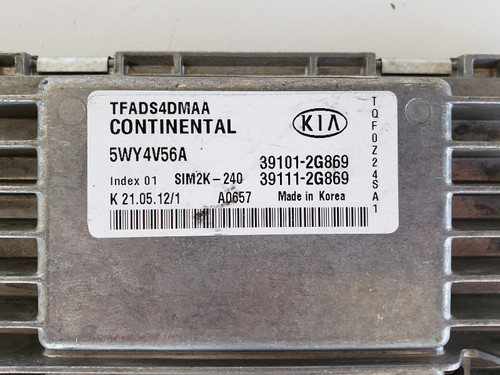 TFADS4DMAA
CONTINENTAL
KIA
5WY4V56A
39101-2G869
Index 01 SIM2K-240 39111-2G869
K 21.05.12/1 A0657 Made in Korea
TQF0Z24SA1